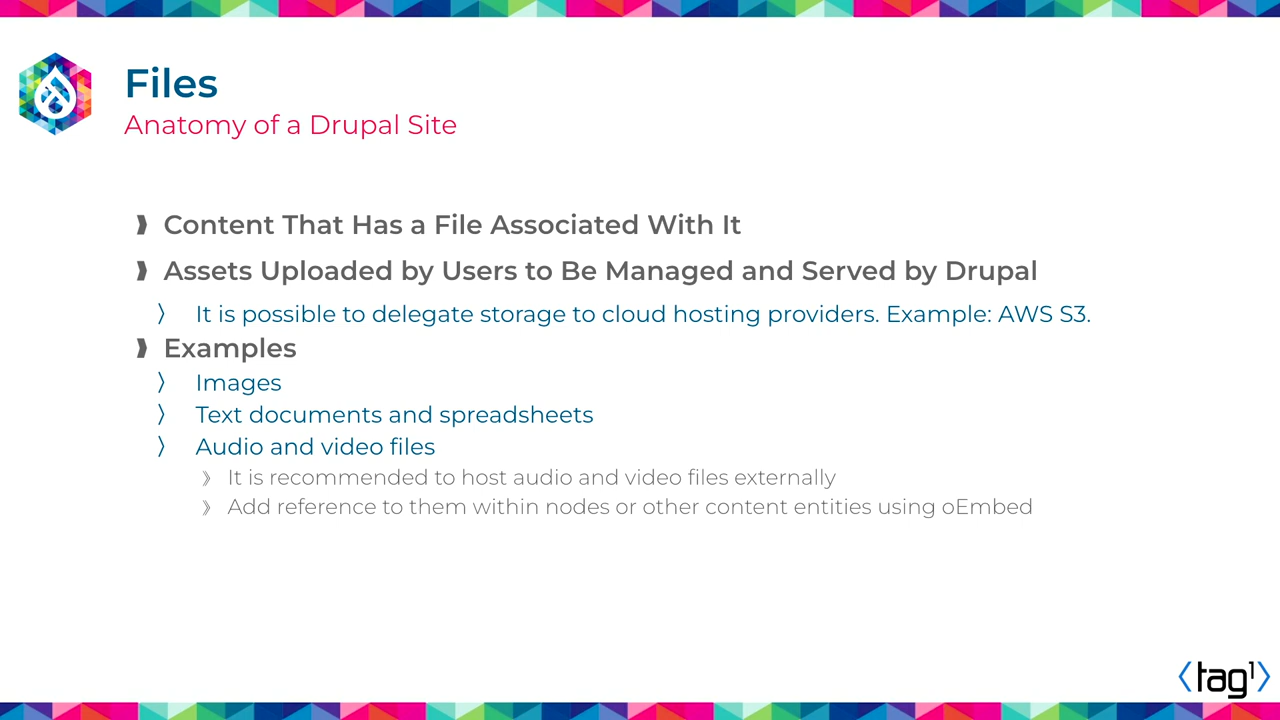 Files
Anatomy of a Drupal Site
Content That Has a File Associated With It
Assets Uploaded by Users to Be Managed and Served by Drupal
It is possible to delegate storage to cloud hosting providers. Example: AWS S3.
Examples
Images
Text documents and spreadsheets
Audio and video files
It is recommended to host audio and video files externally
Add reference to them within nodes or other content entities using oEmbed
tag1